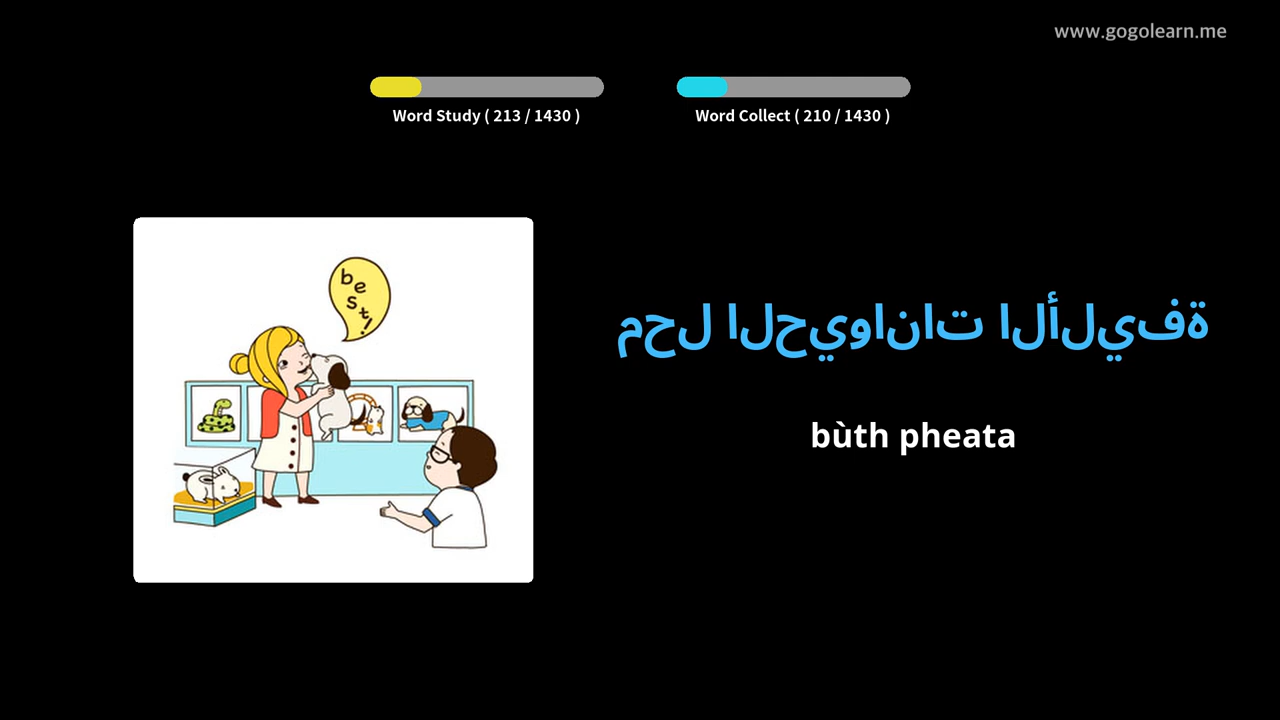 www.gogolearn.me
Word Study ( 213 / 1430 )
Word Collect ( 210 / 1430 )
best!
محل الحيوانات الأليفة
bùth pheata